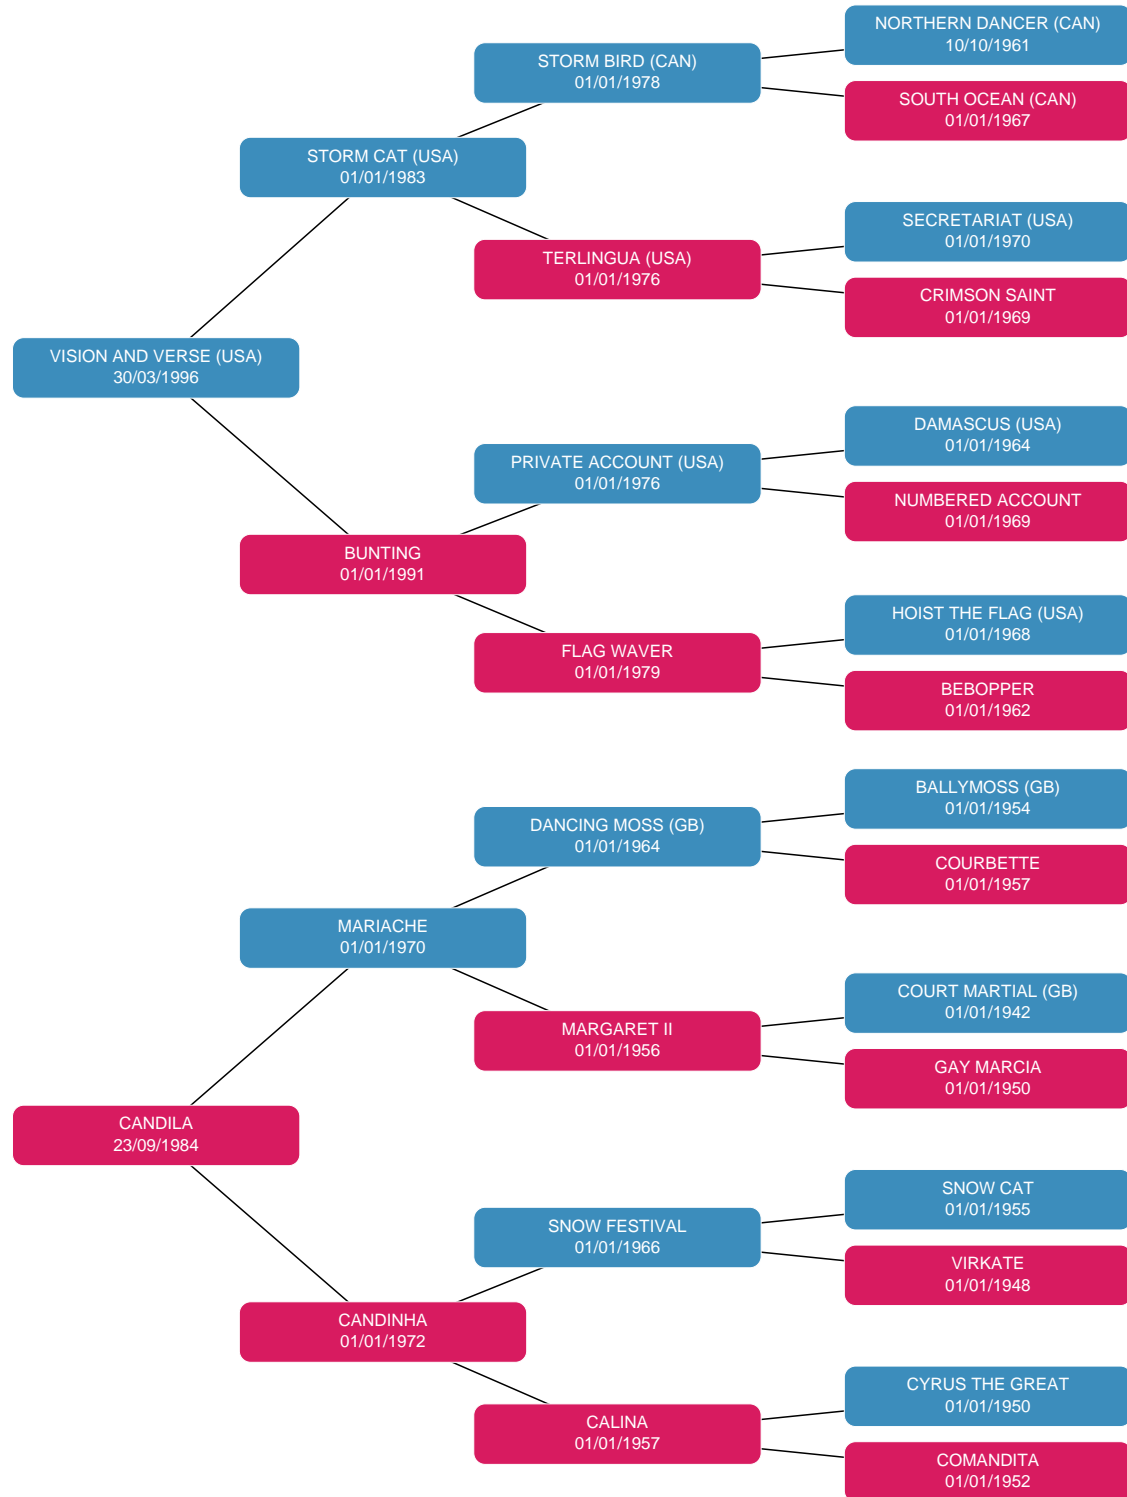 NORTHERN DANCER (CAN)
10/10/1961
STORM BIRD (CAN)
01/01/1978
SOUTH OCEAN (CAN)
01/01/1967
STORM CAT (USA)
01/01/1983
SECRETARIAT (USA)
01/01/1970
TERLINGUA (USA)
01/01/1976
CRIMSON SAINT
01/01/1969
VISION AND VERSE (USA)
30/03/1996
DAMASCUS (USA)
01/01/1964
PRIVATE ACCOUNT (USA)
01/01/1976
NUMBERED ACCOUNT
01/01/1969
BUNTING
01/01/1991
HOIST THE FLAG (USA)
01/01/1968
FLAG WAVER
01/01/1979
BEBOPPER
01/01/1962
BALLYMOSS (GB)
01/01/1954
DANCING MOSS (GB)
01/01/1964
COURBETTE
01/01/1957
MARIACHE
01/01/1970
COURT MARTIAL (GB)
01/01/1942
MARGARET II
01/01/1956
GAY MARCIA
01/01/1950
CANDILA
23/09/1984
SNOW CAT
01/01/1955
SNOW FESTIVAL
01/01/1966
VIRKATE
01/01/1948
CANDINHA
01/01/1972
CYRUS THE GREAT
01/01/1950
CALINA
01/01/1957
COMANDITA
01/01/1952